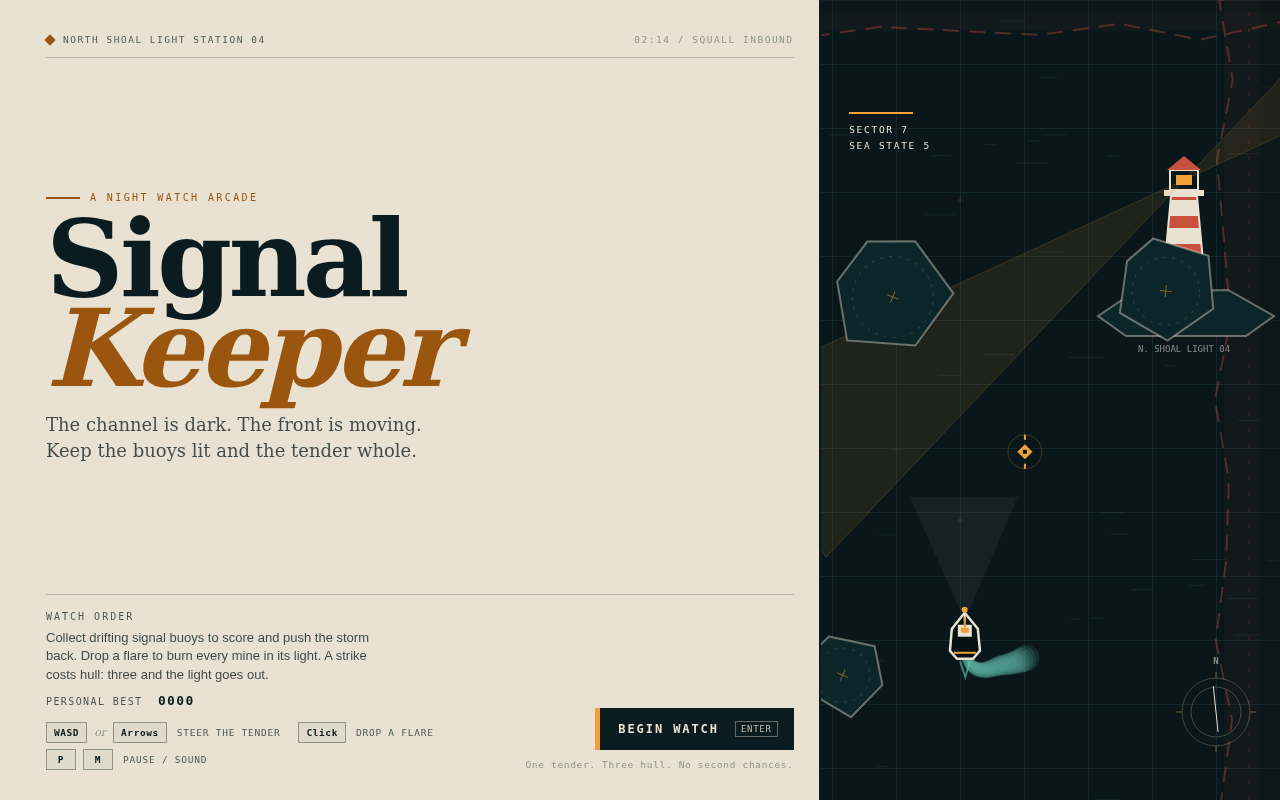 NORTH SHOAL LIGHT STATION 04
02:14 / SQUALL INBOUND
A NIGHT WATCH ARCADE
Signal
Keeper
The channel is dark. The front is moving.
Keep the buoys lit and the tender whole.
WATCH ORDER
Collect drifting signal buoys to score and push the storm
back. Drop a flare to burn every mine in its light. A strike
costs hull: three and the light goes out.
PERSONAL BEST 0000
WASD or Arrows STEER THE TENDER Click DROP A FLARE
P M PAUSE / SOUND
BEGIN WATCH ENTER
One tender. Three hull. No second chances.
SECTOR 7
SEA STATE 5
N. SHOAL LIGHT 04
N